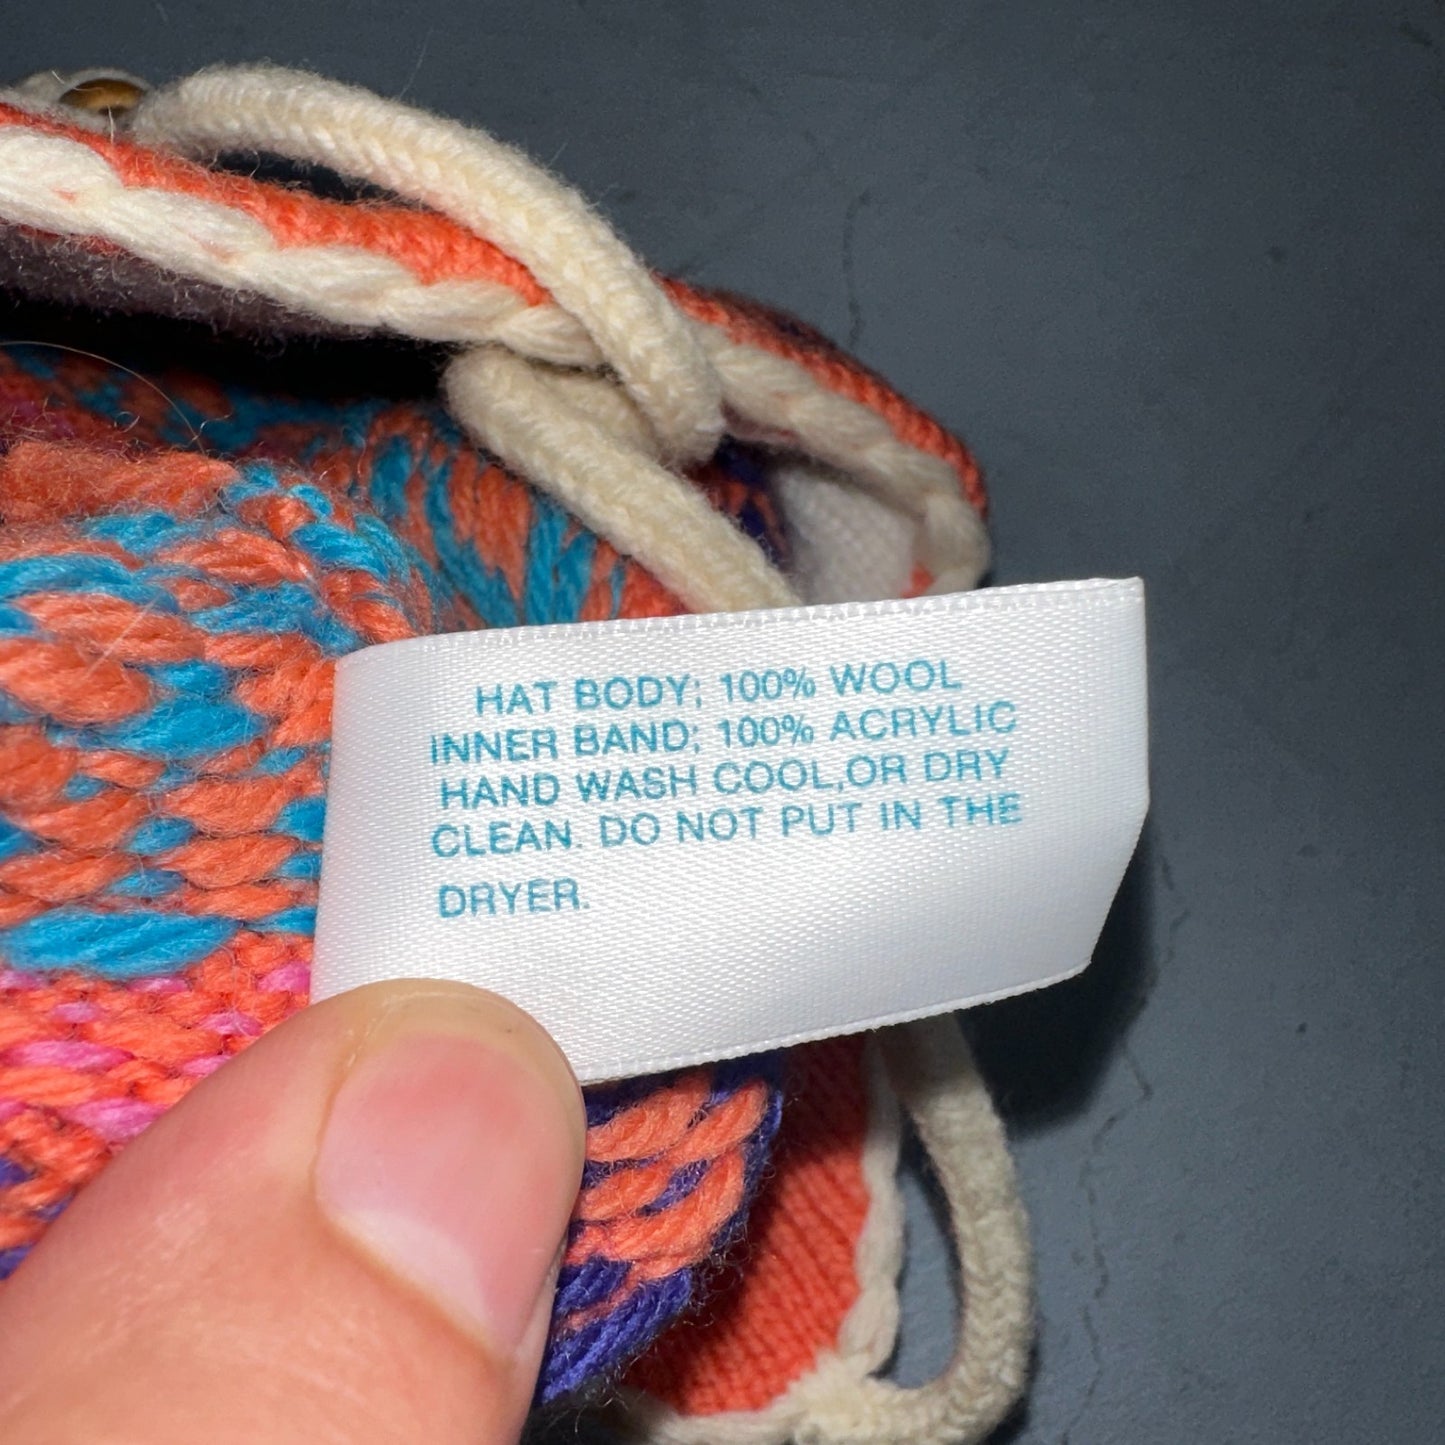 HAT BODY; 100% WOOL
INNER BAND; 100% ACRYLIC
HAND WASH COOL,OR DRY
CLEAN. DO NOT PUT IN THE
DRYER.